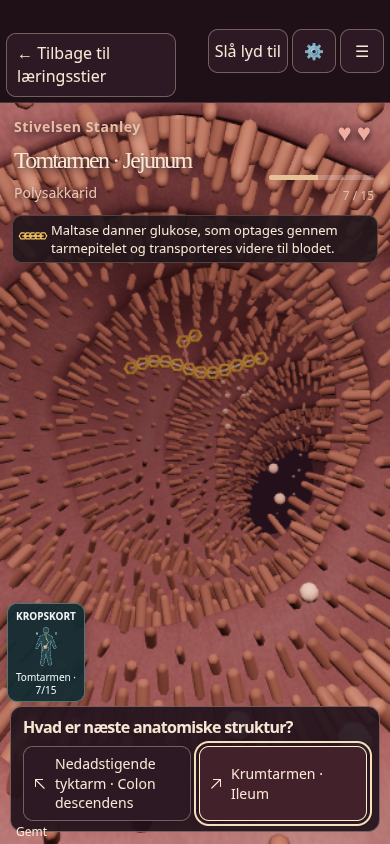 ← Tilbage til
læringsstier
Slå lyd til
Stivelsen Stanley
Tomtarmen · Jejunum
Polysakkarid
7 / 15
Maltase danner glukose, som optages gennem
tarmepitelet og transporteres videre til blodet.
KROPSKORT
Tomtarmen ·
7/15
Hvad er næste anatomiske struktur?
Nedadstigende
tyktarm · Colon
descendens
Krumtarmen ·
Ileum
Gemt